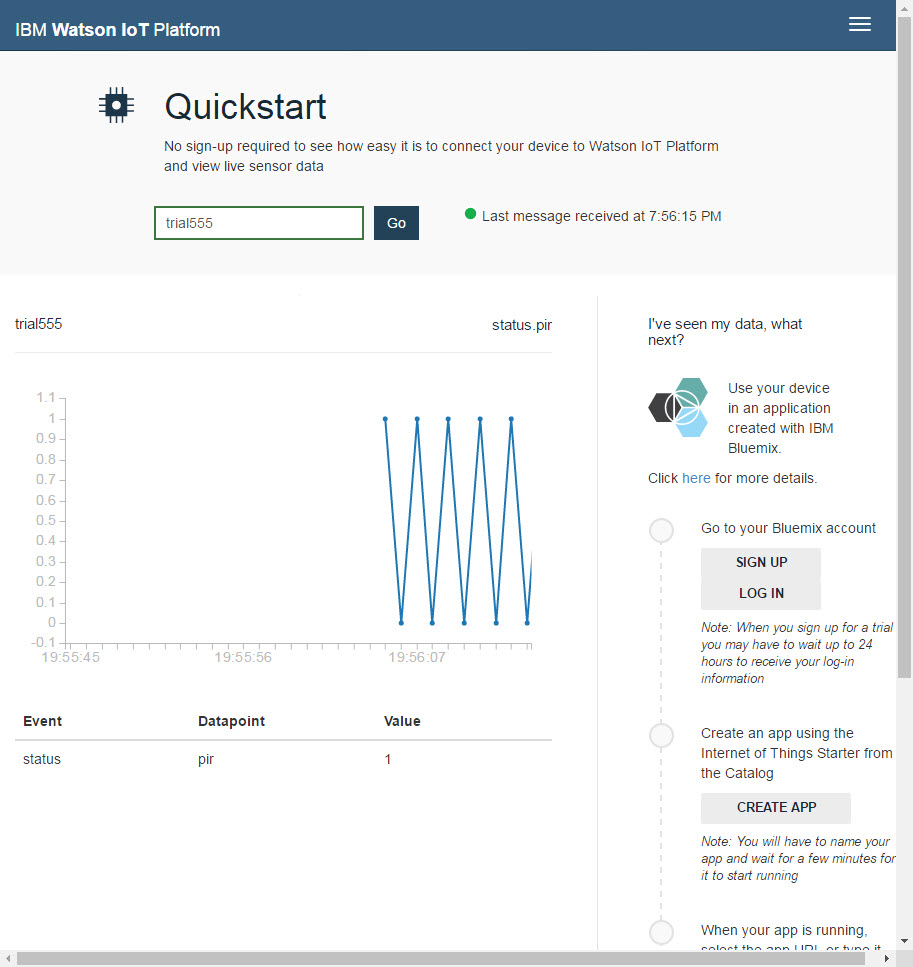 IBM Watson IoT Platform
Quickstart
No sign-up required to see how easy it is to connect your device to Watson IoT Platform
and view live sensor data
trial555
Go
Last message received at 7:56:15 PM
trial555
status.pir
1.1
1
0.9
0.8
0.7
0.6
0.5
0.4
0.3
0.2
0.1
0
-0.1
19:55:45
19:55:56
19:56:07
Event Datapoint Value
status pir 1
I've seen my data, what
next?
Use your device
in an application
created with IBM
Bluemix.
Click here for more details.
Go to your Bluemix account
SIGN UP
LOG IN
Note: When you sign up for a trial
you may have to wait up to 24
hours to receive your log-in
information
Create an app using the
Internet of Things Starter from
the Catalog
CREATE APP
Note: You will have to name your
app and wait for a few minutes for
it to start running
When your app is running,
select the app URL or type it